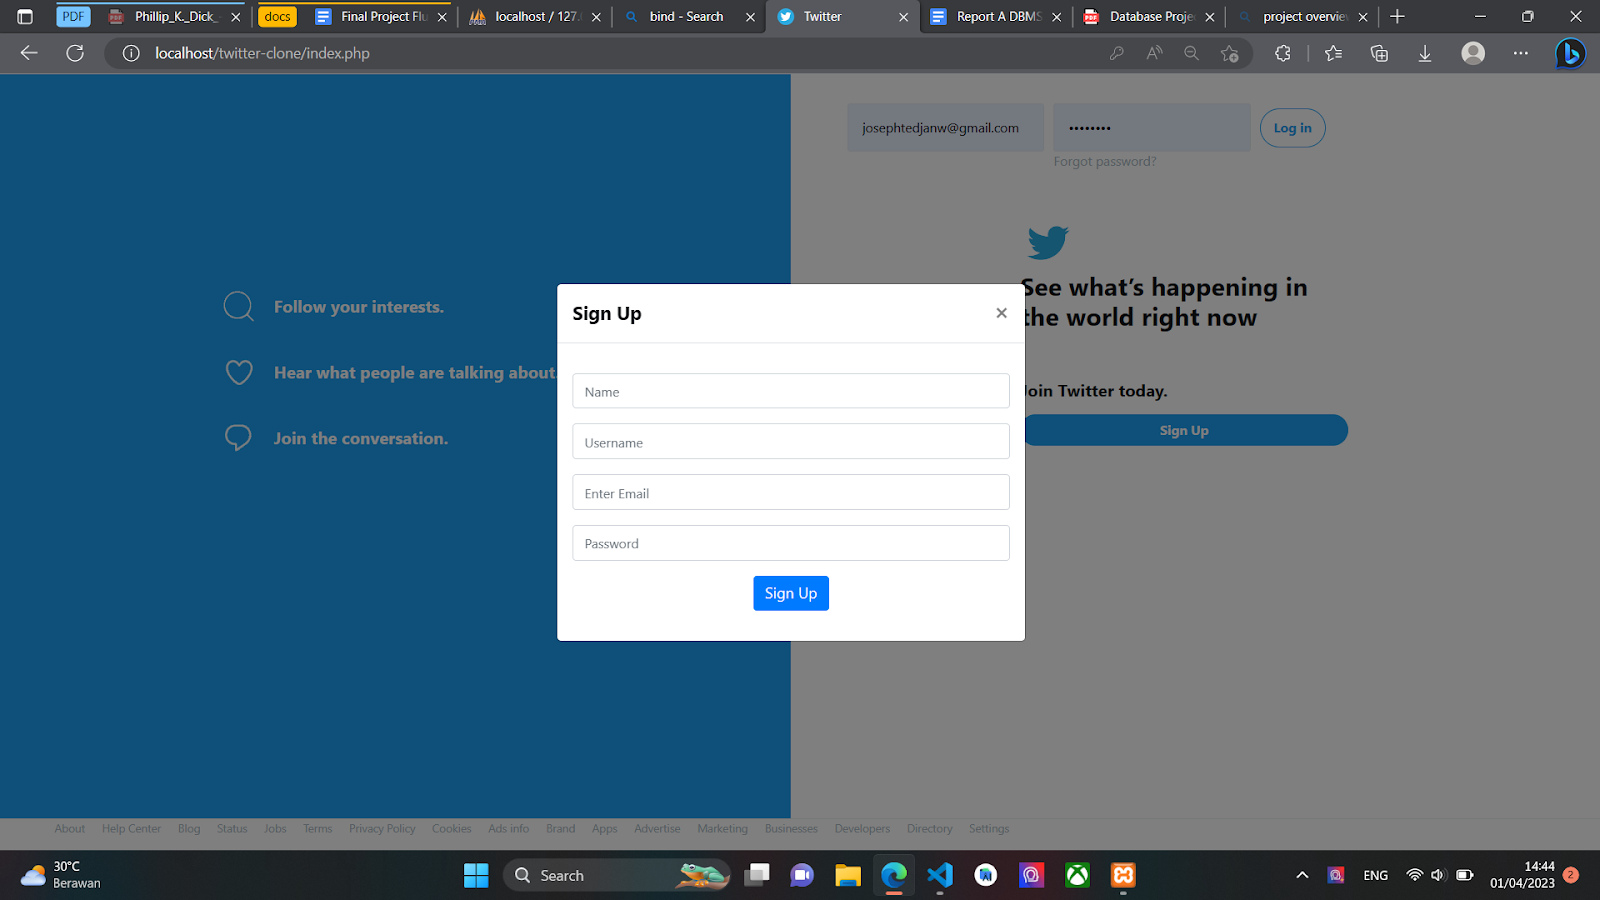 PDF
Phillip_K._Dick_
docs
Final Project Flu
localhost / 127.
bind - Search
Twitter
Report A DBMS
Database Proje
project overvie
localhost/twitter-clone/index.php
josephtedjanw@gmail.com
••••••••
Log in
Forgot password?
See what’s happening in
the world right now
Follow your interests.
Hear what people are talking about.
Join the conversation.
Join Twitter today.
Sign Up
Sign Up
×
Name
Username
Enter Email
Password
Sign Up
About Help Center Blog Status Jobs Terms Privacy Policy Cookies Ads info Brand Apps Advertise Marketing Businesses Developers Directory Settings
30°C
Berawan
Search
ENG
14:44
01/04/2023
2